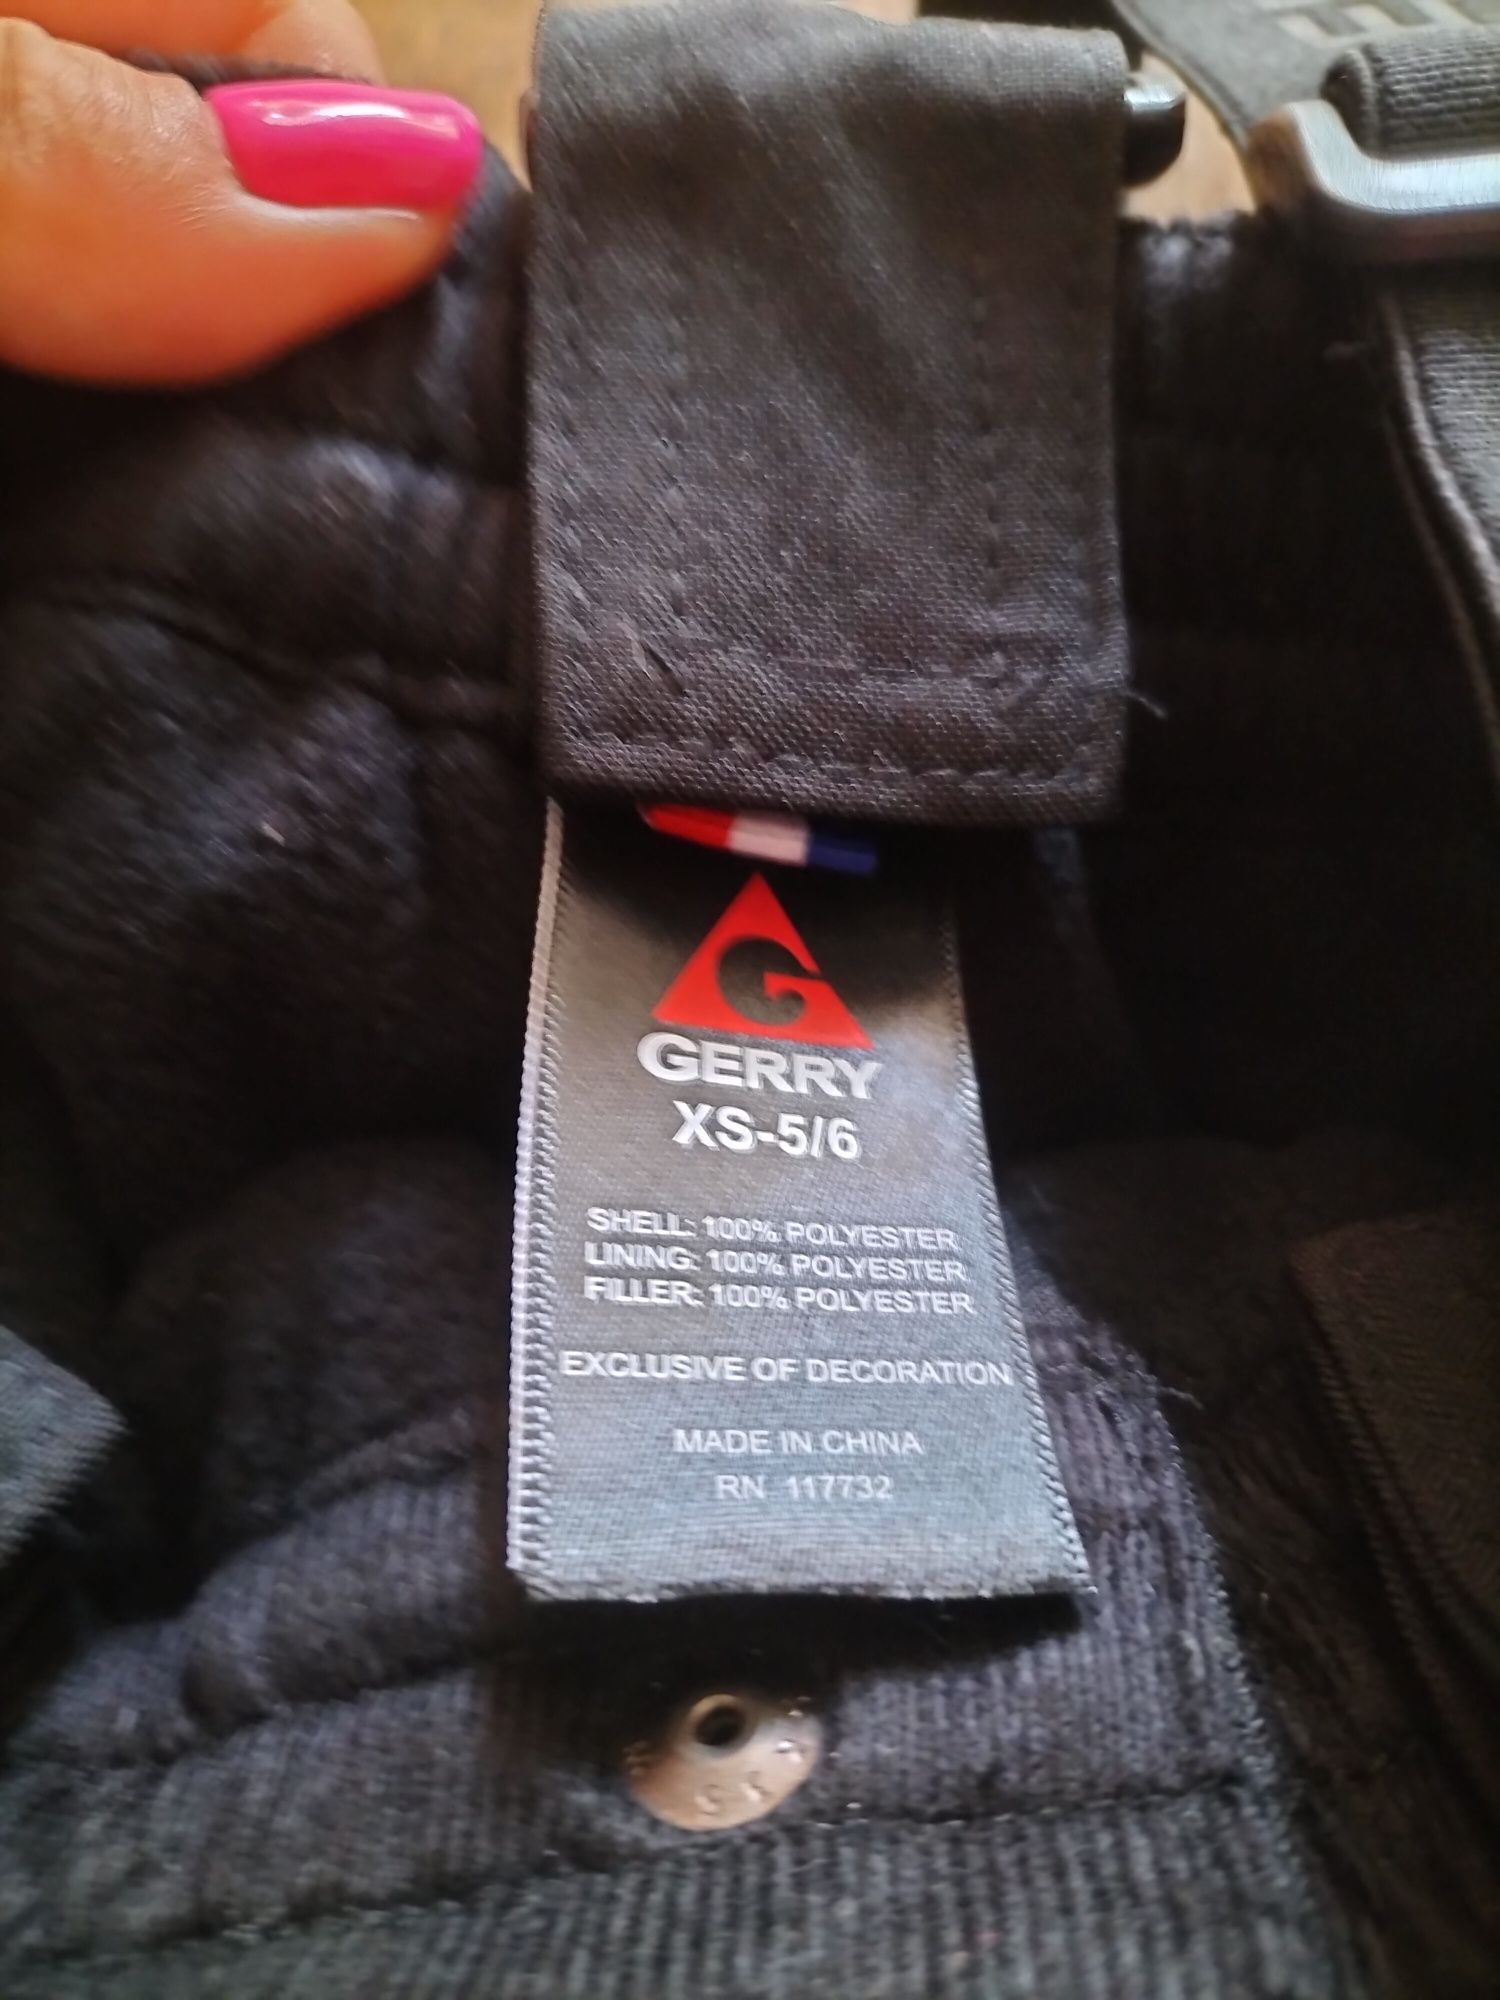 GERRY
XS-5/6
SHELL: 100% POLYESTER
LINING: 100% POLYESTER
FILLER: 100% POLYESTER
EXCLUSIVE OF DECORATION
MADE IN CHINA
RN 117732